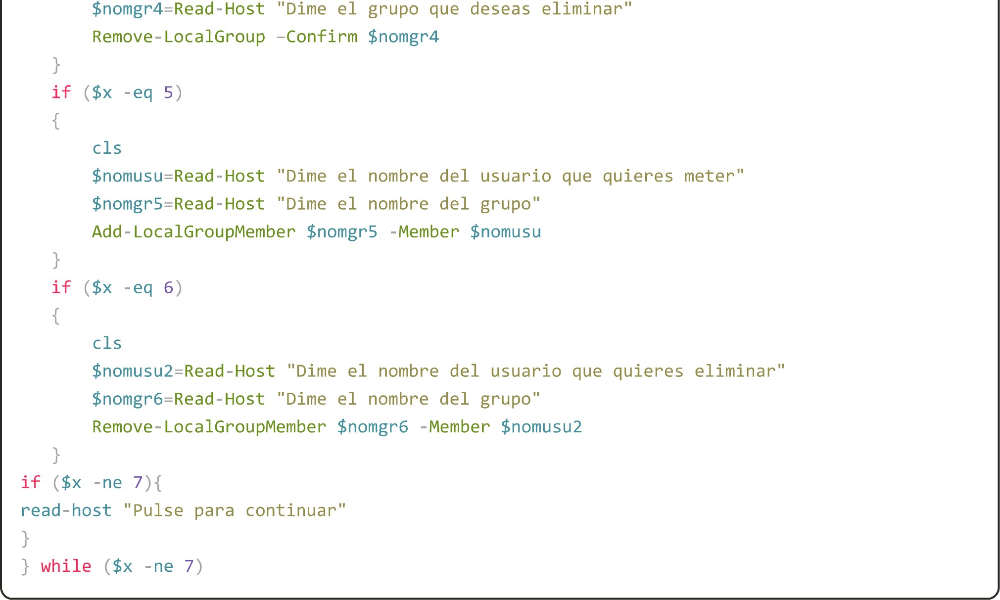 $nomgr4=Read-Host "Dime el grupo que deseas eliminar"
Remove-LocalGroup –Confirm $nomgr4
}
if ($x -eq 5)
{
cls
$nomusu=Read-Host "Dime el nombre del usuario que quieres meter"
$nomgr5=Read-Host "Dime el nombre del grupo"
Add-LocalGroupMember $nomgr5 -Member $nomusu
}
if ($x -eq 6)
{
cls
$nomusu2=Read-Host "Dime el nombre del usuario que quieres eliminar"
$nomgr6=Read-Host "Dime el nombre del grupo"
Remove-LocalGroupMember $nomgr6 -Member $nomusu2
}
if ($x -ne 7){
read-host "Pulse para continuar"
}
} while ($x -ne 7)